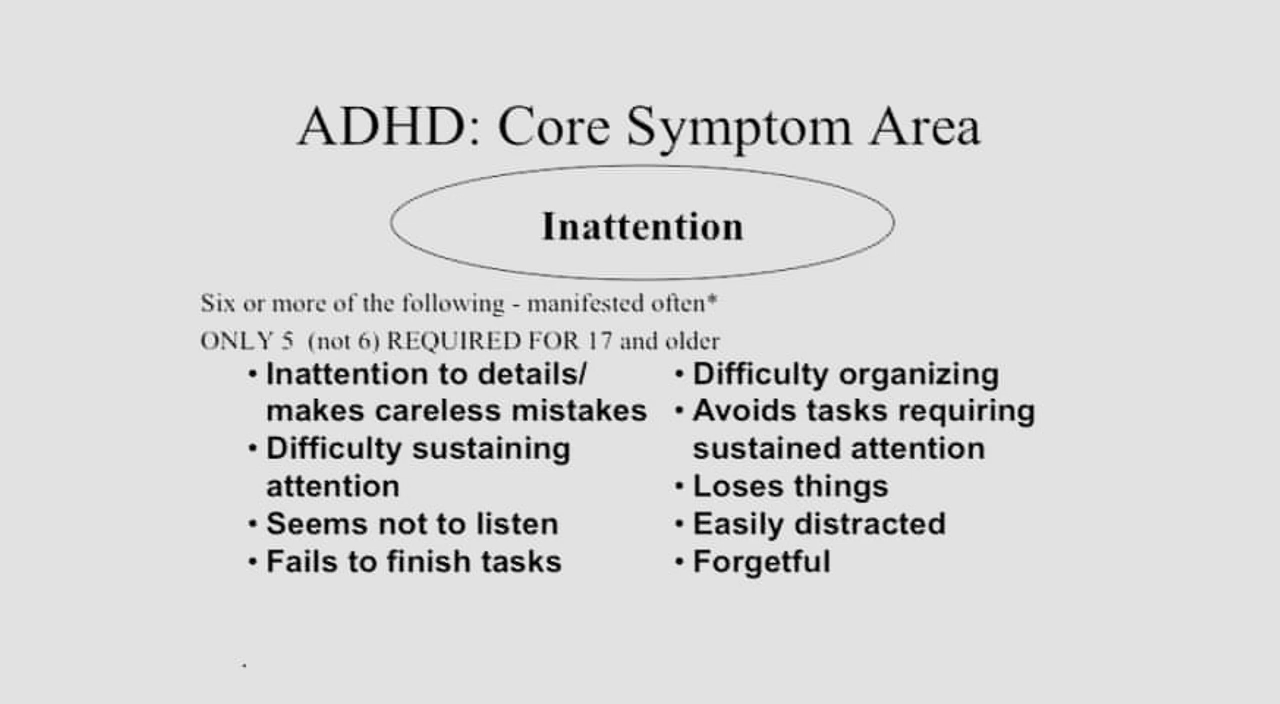 ADHD: Core Symptom Area
Inattention
Six or more of the following - manifested often*
ONLY 5 (not 6) REQUIRED FOR 17 and older
• Inattention to details/
makes careless mistakes
• Difficulty sustaining
attention
• Seems not to listen
• Fails to finish tasks
• Difficulty organizing
• Avoids tasks requiring
sustained attention
• Loses things
• Easily distracted
• Forgetful
.